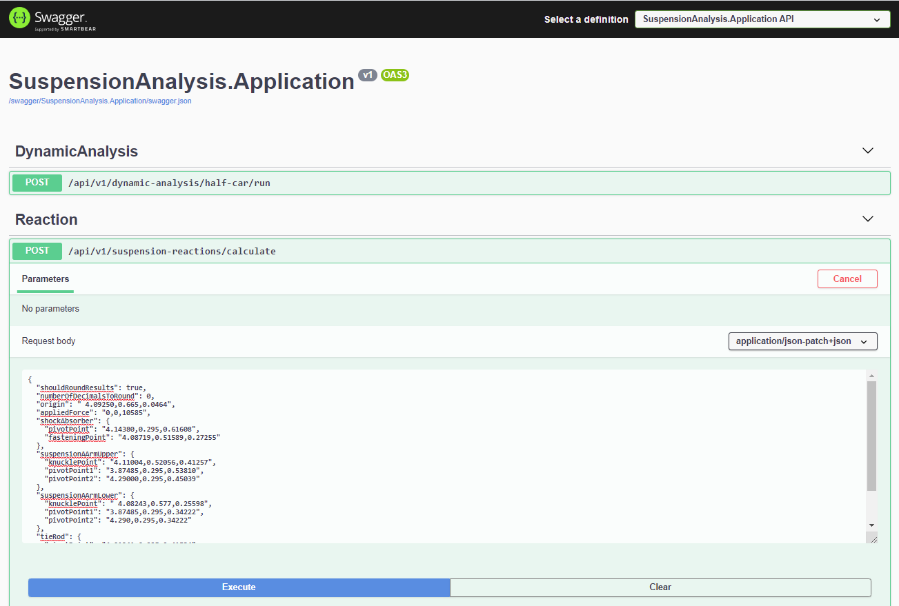 Swagger.
Supported by SMARTBEAR
Select a definition
SuspensionAnalysis.Application API
SuspensionAnalysis.Application v1 OAS3
/swagger/SuspensionAnalysis.Application/swagger.json
DynamicAnalysis
POST /api/v1/dynamic-analysis/half-car/run
Reaction
POST /api/v1/suspension-reactions/calculate
Parameters
Cancel
No parameters
Request body
application/json-patch+json
{
"shouldRoundResults": true,
"numberOfDecimalsToRound": 0,
"origin": " 4.09250,0.665,0.0464",
"appliedForce": "0,0,10585",
"shockAbsorber": {
"pivotPoint": "4.14380,0.295,0.61608",
"fasteningPoint": "4.08719,0.51589,0.27255"
},
"suspensionAArmUpper": {
"knucklePoint": "4.11004,0.52056,0.41257",
"pivotPoint1": "3.87485,0.295,0.53810",
"pivotPoint2": "4.29000,0.295,0.45039"
},
"suspensionAArmLower": {
"knucklePoint": " 4.08243,0.577,0.25598",
"pivotPoint1": "3.87485,0.295,0.34222",
"pivotPoint2": "4.290,0.295,0.34222"
},
"tieRod": {
Execute
Clear